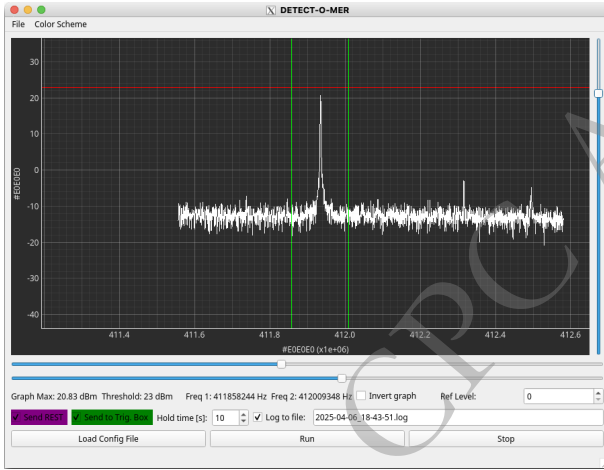 DETECT-O-MER
File Color Scheme
30
20
10
0
-10
-20
-30
-40
#E0E0E0
411.4 411.6 411.8 412.0 412.2 412.4 412.6
#E0E0E0 (x1e+06)
Graph Max: 20.83 dBm Threshold: 23 dBm Freq 1: 411858244 Hz Freq 2: 412009348 Hz Invert graph Ref Level: 0
Send REST Send to Trig. Box Hold time [s]: 10 Log to file: 2025-04-06_18-43-51.log
Load Config File Run Stop
CPC A